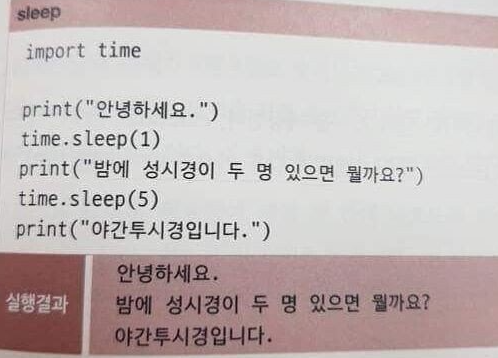 sleep
import time
print("안녕하세요.")
time.sleep(1)
print("밤에 성시경이 두 명 있으면 뭘까요?")
time.sleep(5)
print("야간투시경입니다.")
실행결과
안녕하세요.
밤에 성시경이 두 명 있으면 뭘까요?
야간투시경입니다.